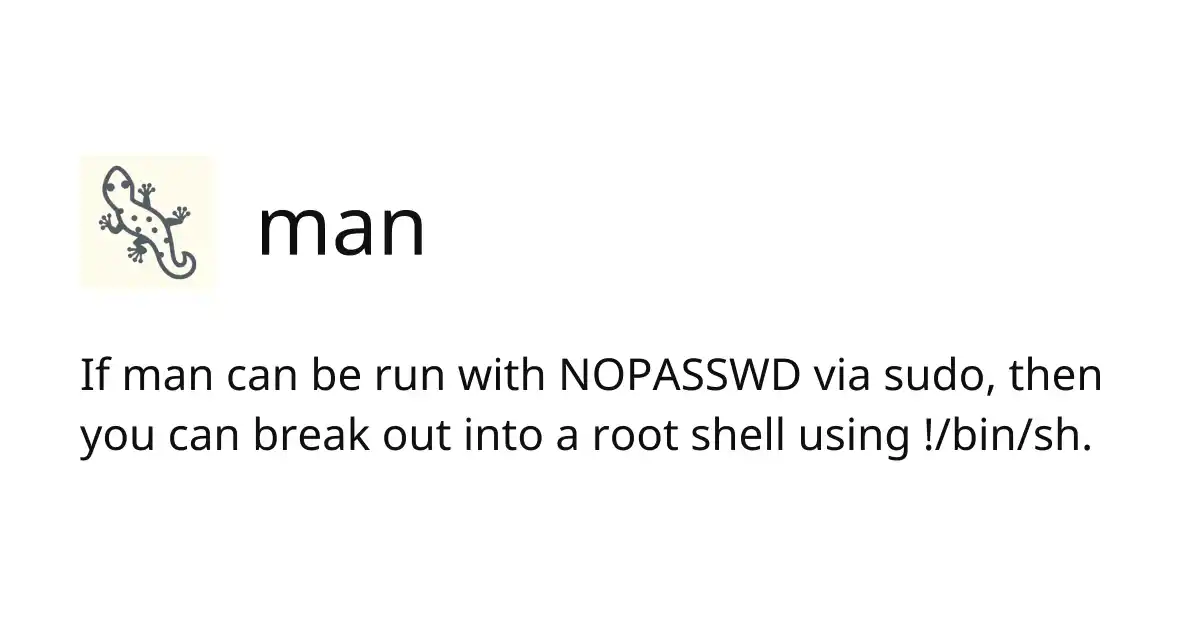 man
If man can be run with NOPASSWD via sudo, then
you can break out into a root shell using !/bin/sh.